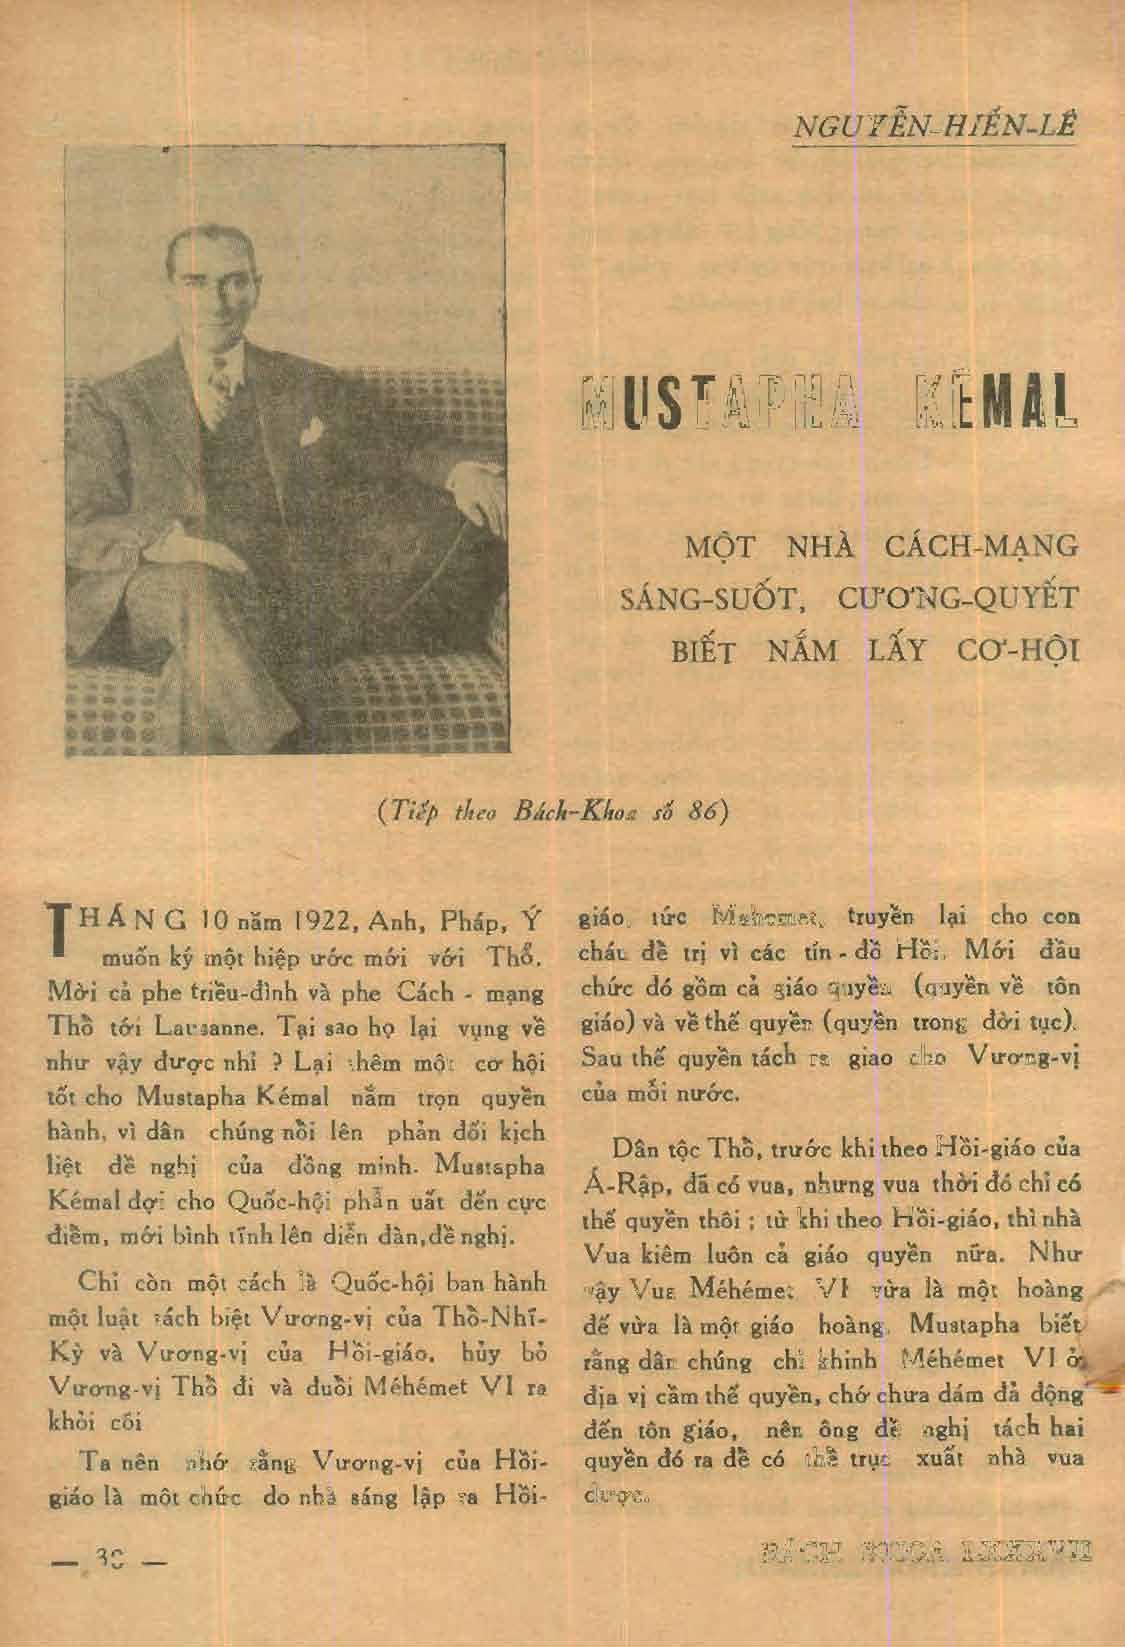 NGUYỄN-HIẾN-LÊ
MUSTAPHA KÉMAL
MỘT NHÀ CÁCH-MẠNG
SÁNG-SUỐT, CƯƠNG-QUYẾT
BIẾT NẮM LẤY CƠ-HỘI
(Tiếp theo Bách-Khoa số 86)
THÁNG 10 năm 1922, Anh, Pháp, Ý
muốn ký một hiệp ước mới với Thổ.
Mời cả phe triều-đình và phe Cách - mạng
Thổ tới Lausanne. Tại sao họ lại vụng về
như vậy được nhỉ ? Lại thêm một cơ hội
tốt cho Mustapha Kémal nắm trọn quyền
hành, vì dân chúng nổi lên phản đối kịch
liệt đề nghị của đồng minh. Mustapha
Kémal đợi cho Quốc-hội phẫn uất đến cực
điểm, mới bình tĩnh lên diễn đàn, đề nghị.
Chỉ còn một cách là Quốc-hội ban hành
một luật tách biệt Vương-vị của Thổ-Nhĩ-
Kỳ và Vương-vị của Hồi-giáo, hủy bỏ
Vương-vị Thổ đi và đuổi Méhémet VI ra
khỏi cõi
Ta nên nhớ rằng Vương-vị của Hồi-
giáo là một chức do nhà sáng lập ra Hồi-
giáo, tức Mahomet, truyền lại cho con
cháu để trị vì các tín - đồ Hồi. Mới đầu
chức đó gồm cả giáo quyền (quyền về tôn
giáo) và về thế quyền (quyền trong đời tục).
Sau thế quyền tách ra giao cho Vương-vị
của mỗi nước.
Dân tộc Thổ, trước khi theo Hồi-giáo của
Á-Rập, đã có vua, nhưng vua thời đó chỉ có
thế quyền thôi ; từ khi theo Hồi-giáo, thì nhà
Vua kiêm luôn cả giáo quyền nữa. Như
vậy Vua Méhémet VI vừa là một hoàng
đế vừa là một giáo hoàng. Mustapha biết
rằng dân chúng chỉ khinh Méhémet VI ở
địa vị cầm thế quyền, chớ chưa dám đả động
đến tôn giáo, nên ông đề nghị tách hai
quyền đó ra để có thể trục xuất nhà vua
được.
— 30 —
BÁCH KHOA LXXXVII